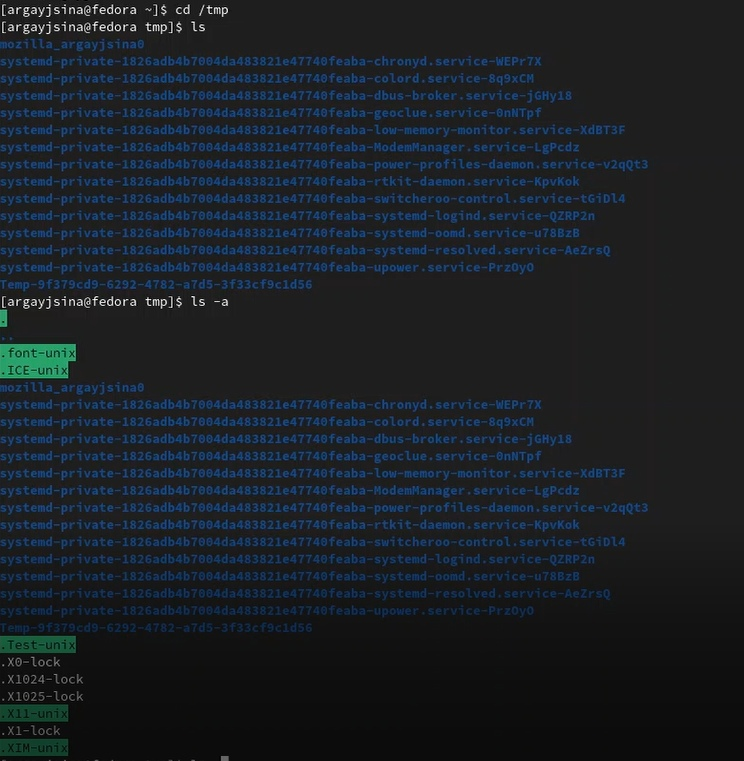 [argayjsina@fedora ~]$ cd /tmp
[argayjsina@fedora tmp]$ ls
mozilla_argayjsina0
systemd-private-1826adb4b7004da483821e47740feaba-chronyd.service-WEPr7X
systemd-private-1826adb4b7004da483821e47740feaba-colord.service-8q9xCM
systemd-private-1826adb4b7004da483821e47740feaba-dbus-broker.service-jGHy18
systemd-private-1826adb4b7004da483821e47740feaba-geoclue.service-0nNTpf
systemd-private-1826adb4b7004da483821e47740feaba-low-memory-monitor.service-XdBT3F
systemd-private-1826adb4b7004da483821e47740feaba-ModemManager.service-LgPcdz
systemd-private-1826adb4b7004da483821e47740feaba-power-profiles-daemon.service-v2qQt3
systemd-private-1826adb4b7004da483821e47740feaba-rtkit-daemon.service-KpvKok
systemd-private-1826adb4b7004da483821e47740feaba-switcheroo-control.service-tGiDl4
systemd-private-1826adb4b7004da483821e47740feaba-systemd-logind.service-QZRP2n
systemd-private-1826adb4b7004da483821e47740feaba-systemd-oomd.service-u78BzB
systemd-private-1826adb4b7004da483821e47740feaba-systemd-resolved.service-AeZrsQ
systemd-private-1826adb4b7004da483821e47740feaba-upower.service-PrzOyO
Temp-9f379cd9-6292-4782-a7d5-3f33cf9c1d56
[argayjsina@fedora tmp]$ ls -a
.
..
.font-unix
.ICE-unix
mozilla_argayjsina0
systemd-private-1826adb4b7004da483821e47740feaba-chronyd.service-WEPr7X
systemd-private-1826adb4b7004da483821e47740feaba-colord.service-8q9xCM
systemd-private-1826adb4b7004da483821e47740feaba-dbus-broker.service-jGHy18
systemd-private-1826adb4b7004da483821e47740feaba-geoclue.service-0nNTpf
systemd-private-1826adb4b7004da483821e47740feaba-low-memory-monitor.service-XdBT3F
systemd-private-1826adb4b7004da483821e47740feaba-ModemManager.service-LgPcdz
systemd-private-1826adb4b7004da483821e47740feaba-power-profiles-daemon.service-v2qQt3
systemd-private-1826adb4b7004da483821e47740feaba-rtkit-daemon.service-KpvKok
systemd-private-1826adb4b7004da483821e47740feaba-switcheroo-control.service-tGiDl4
systemd-private-1826adb4b7004da483821e47740feaba-systemd-logind.service-QZRP2n
systemd-private-1826adb4b7004da483821e47740feaba-systemd-oomd.service-u78BzB
systemd-private-1826adb4b7004da483821e47740feaba-systemd-resolved.service-AeZrsQ
systemd-private-1826adb4b7004da483821e47740feaba-upower.service-PrzOyO
Temp-9f379cd9-6292-4782-a7d5-3f33cf9c1d56
.Test-unix
.X0-lock
.X1024-lock
.X1025-lock
.X11-unix
.X1-lock
.XIM-unix